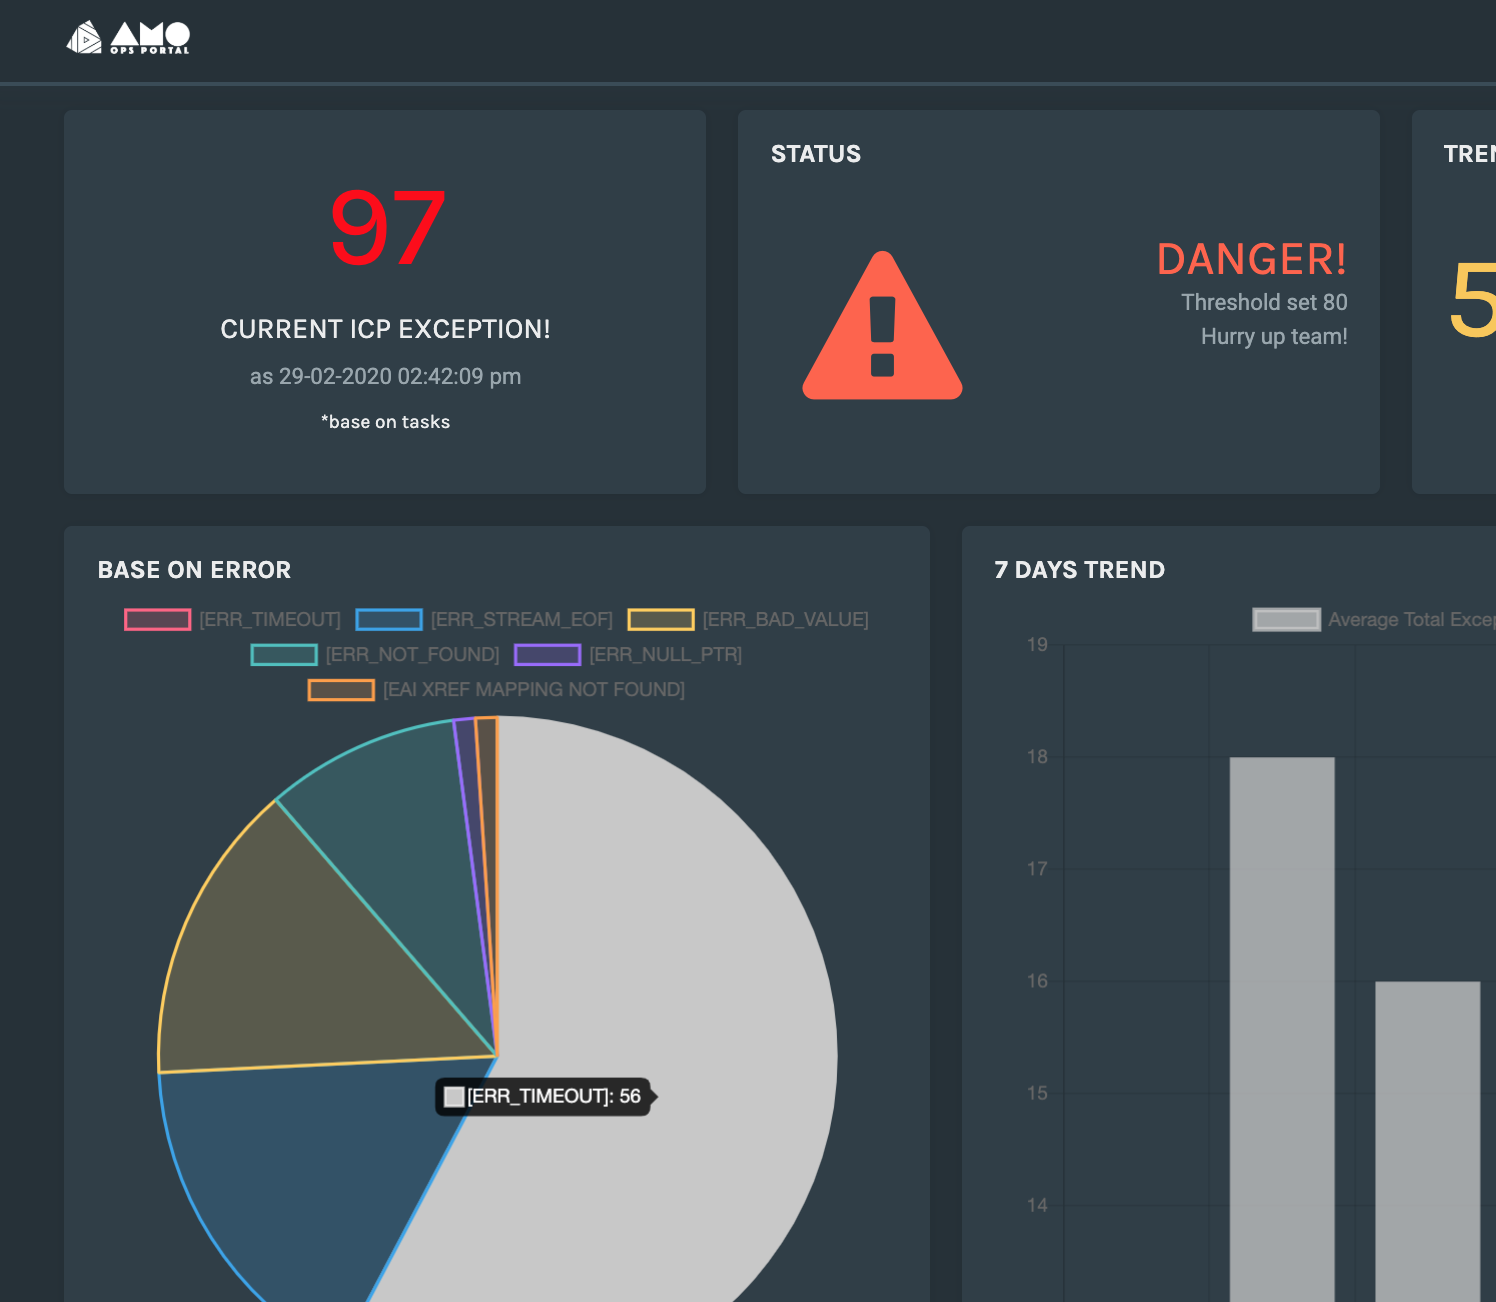 AMO
OPS PORTAL
97
CURRENT ICP EXCEPTION!
as 29-02-2020 02:42:09 pm
*base on tasks
STATUS
DANGER!
Threshold set 80
Hurry up team!
TREN
5
BASE ON ERROR
[ERR_TIMEOUT] [ERR_STREAM_EOF] [ERR_BAD_VALUE]
[ERR_NOT_FOUND] [ERR_NULL_PTR]
[EAI XREF MAPPING NOT FOUND]
[ERR_TIMEOUT]: 56
7 DAYS TREND
Average Total Excep
19
18
17
16
15
14